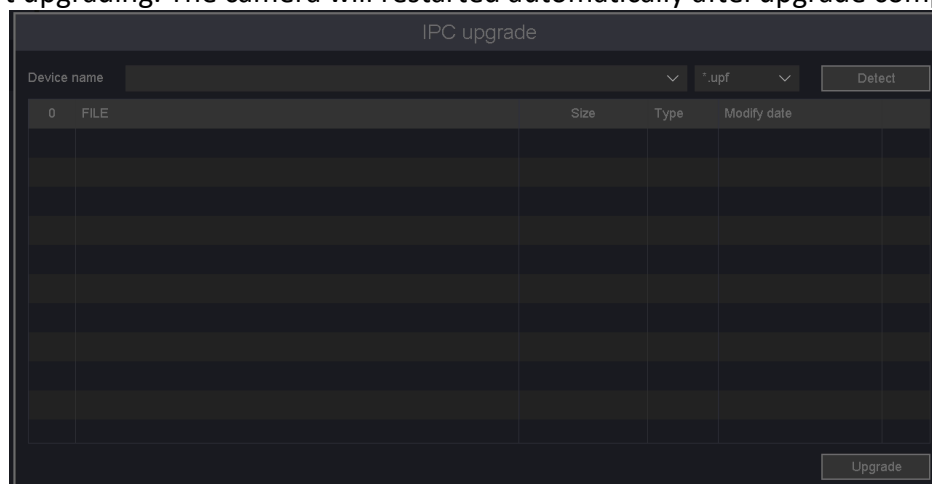 upgrading. The camera will restarted automatically after upgrade
IPC upgrade
Device name *.upf Detect
0 FILE Size Type Modify date
Upgrade